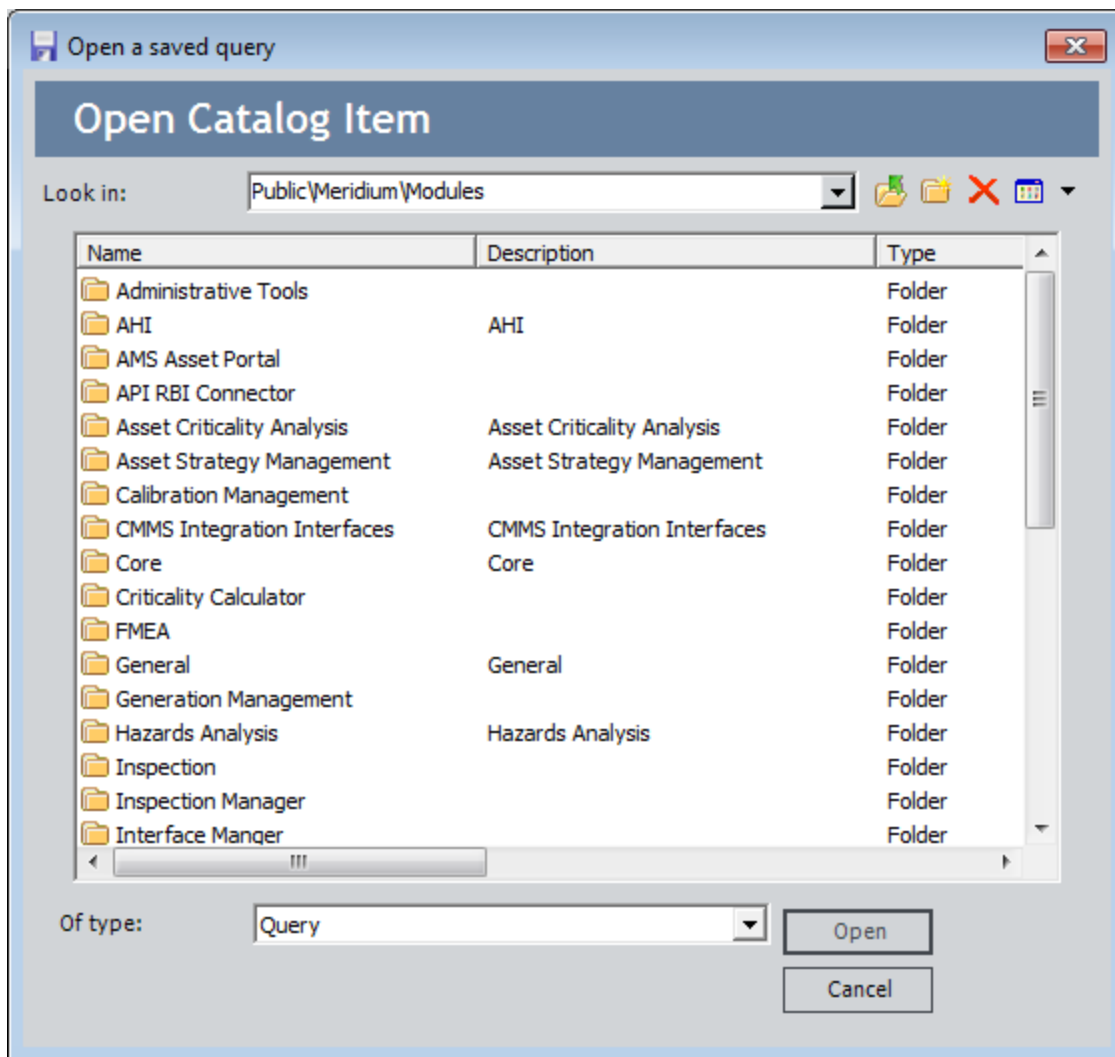 Open a saved query
Open Catalog Item
Look in: Public\Meridium\Modules
Name Description Type
Administrative Tools Folder
AHI AHI Folder
AMS Asset Portal Folder
API RBI Connector Folder
Asset Criticality Analysis Asset Criticality Analysis Folder
Asset Strategy Management Asset Strategy Management Folder
Calibration Management Folder
CMMS Integration Interfaces CMMS Integration Interfaces Folder
Core Core Folder
Criticality Calculator Folder
FMEA Folder
General General Folder
Generation Management Folder
Hazards Analysis Hazards Analysis Folder
Inspection Folder
Inspection Manager Folder
Interface Manger Folder
Of type: Query Open
Cancel